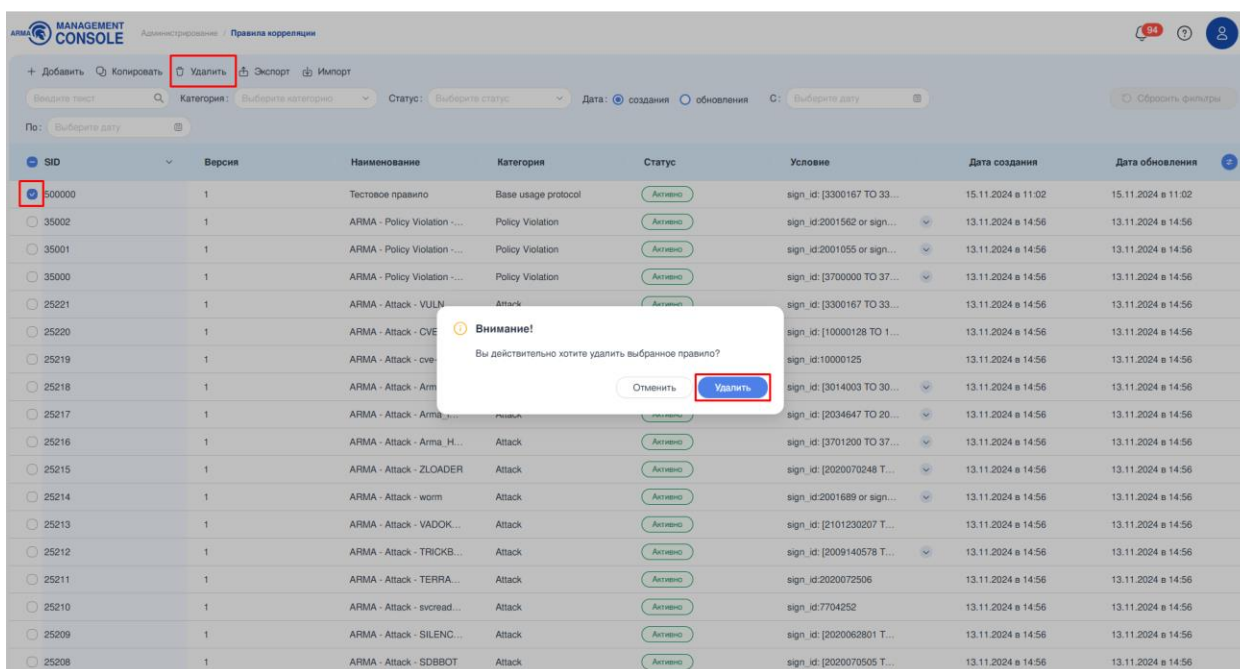 ARMA MANAGEMENT CONSOLE Администрирование / Правила корреляции 94
+ Добавить Копировать Удалить Экспорт Импорт
Введите текст Категория: Выберите категорию Статус: Выберите статус Дата: создания обновления С: Выберите дату Сбросить фильтры
По: Выберите дату
SID Версия Наименование Категория Статус Условие Дата создания Дата обновления
500000 1 Тестовое правило Base usage protocol Активно sign_id: [3300167 TO 33... 15.11.2024 в 11:02 15.11.2024 в 11:02
35002 1 ARMA - Policy Violation -... Policy Violation Активно sign_id:2001562 or sign... 13.11.2024 в 14:56 13.11.2024 в 14:56
35001 1 ARMA - Policy Violation -... Policy Violation Активно sign_id:2001055 or sign... 13.11.2024 в 14:56 13.11.2024 в 14:56
35000 1 ARMA - Policy Violation -... Policy Violation Активно sign_id: [3700000 TO 37... 13.11.2024 в 14:56 13.11.2024 в 14:56
25221 1 ARMA - Attack - VULN Attack Активно sign_id: [3300167 TO 33... 13.11.2024 в 14:56 13.11.2024 в 14:56
25220 1 ARMA - Attack - CVE sign_id: [10000128 TO 1... 13.11.2024 в 14:56 13.11.2024 в 14:56
Внимание!
Вы действительно хотите удалить выбранное правило?
Отменить Удалить
25219 1 ARMA - Attack - cve- sign_id:10000125 13.11.2024 в 14:56 13.11.2024 в 14:56
25218 1 ARMA - Attack - Arm sign_id: [3014003 TO 30... 13.11.2024 в 14:56 13.11.2024 в 14:56
25217 1 ARMA - Attack - Attack Активно sign_id: [2034647 TO 20... 13.11.2024 в 14:56 13.11.2024 в 14:56
25216 1 ARMA - Attack - Arma_H... Attack Активно sign_id: [3701200 TO 37... 13.11.2024 в 14:56 13.11.2024 в 14:56
25215 1 ARMA - Attack - ZLOADER Attack Активно sign_id: [2020070248 T... 13.11.2024 в 14:56 13.11.2024 в 14:56
25214 1 ARMA - Attack - worm Attack Активно sign_id:2001689 or sign... 13.11.2024 в 14:56 13.11.2024 в 14:56
25213 1 ARMA - Attack - VADOK... Attack Активно sign_id: [2101230207 T... 13.11.2024 в 14:56 13.11.2024 в 14:56
25212 1 ARMA - Attack - TRICKB... Attack Активно sign_id: [2009140578 T... 13.11.2024 в 14:56 13.11.2024 в 14:56
25211 1 ARMA - Attack - TERRA... Attack Активно sign_id:2020072506 13.11.2024 в 14:56 13.11.2024 в 14:56
25210 1 ARMA - Attack - svcread... Attack Активно sign_id:7704252 13.11.2024 в 14:56 13.11.2024 в 14:56
25209 1 ARMA - Attack - SILENC... Attack Активно sign_id: [2020062801 T... 13.11.2024 в 14:56 13.11.2024 в 14:56
25208 1 ARMA - Attack - SDBBOT Attack Активно sign_id: [2020070505 T... 13.11.2024 в 14:56 13.11.2024 в 14:56